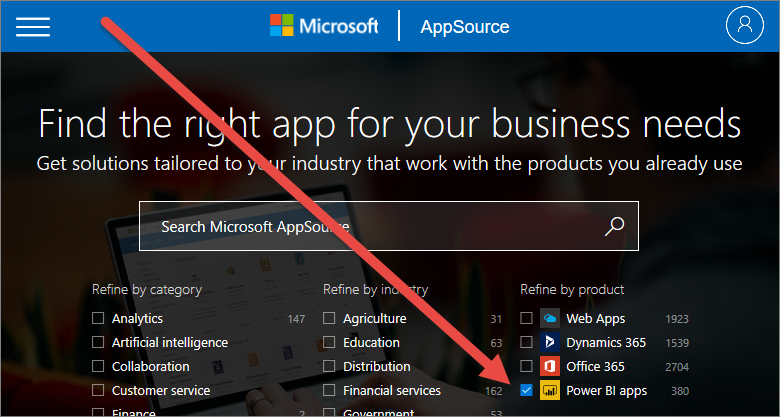 Microsoft AppSource
Find the right app for your business needs
Get solutions tailored to your industry that work with the products you already use
Search Microsoft AppSource
Refine by category
Analytics 147
Artificial intelligence
Collaboration
Customer service
Finance 2
Refine by industry
Agriculture 31
Education 63
Distribution
Financial services 162
Government 53
Refine by product
Web Apps 1923
Dynamics 365 1539
Office 365 2704
Power BI apps 380